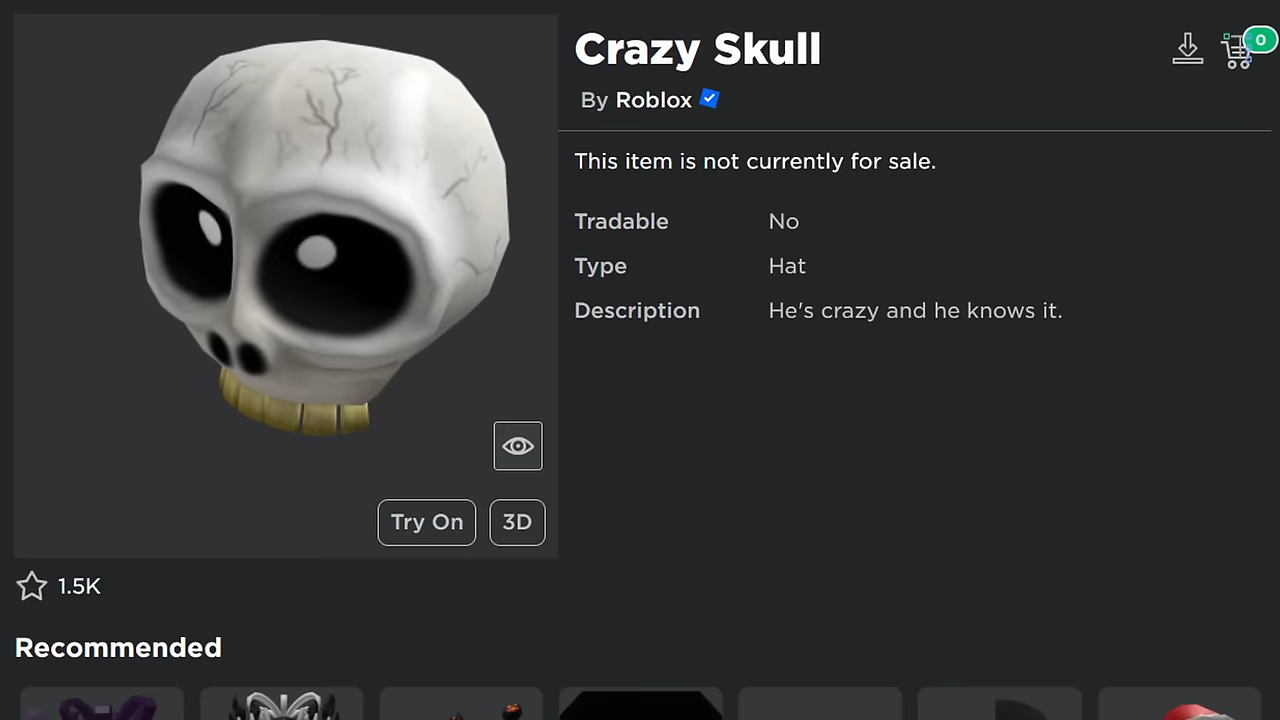 Crazy Skull
0
By Roblox
This item is not currently for sale.
Tradable No
Type Hat
Description He's crazy and he knows it.
Try On 3D
1.5K
Recommended